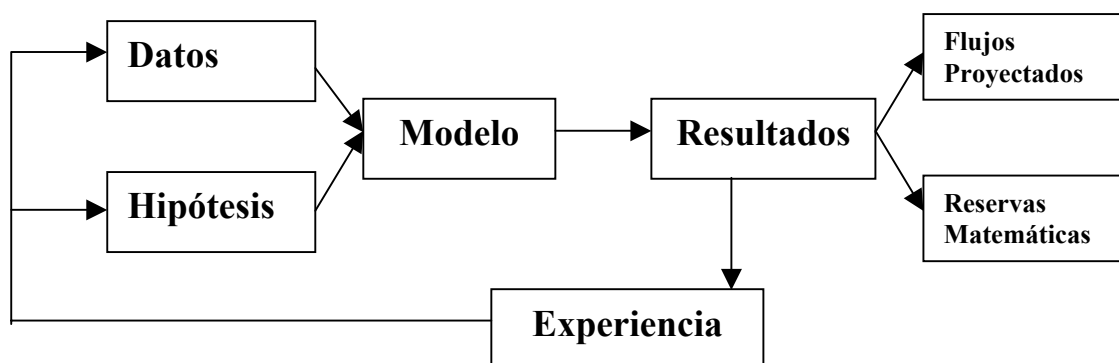 Datos
Hipótesis
Modelo
Resultados
Flujos
Proyectados
Reservas
Matemáticas
Experiencia